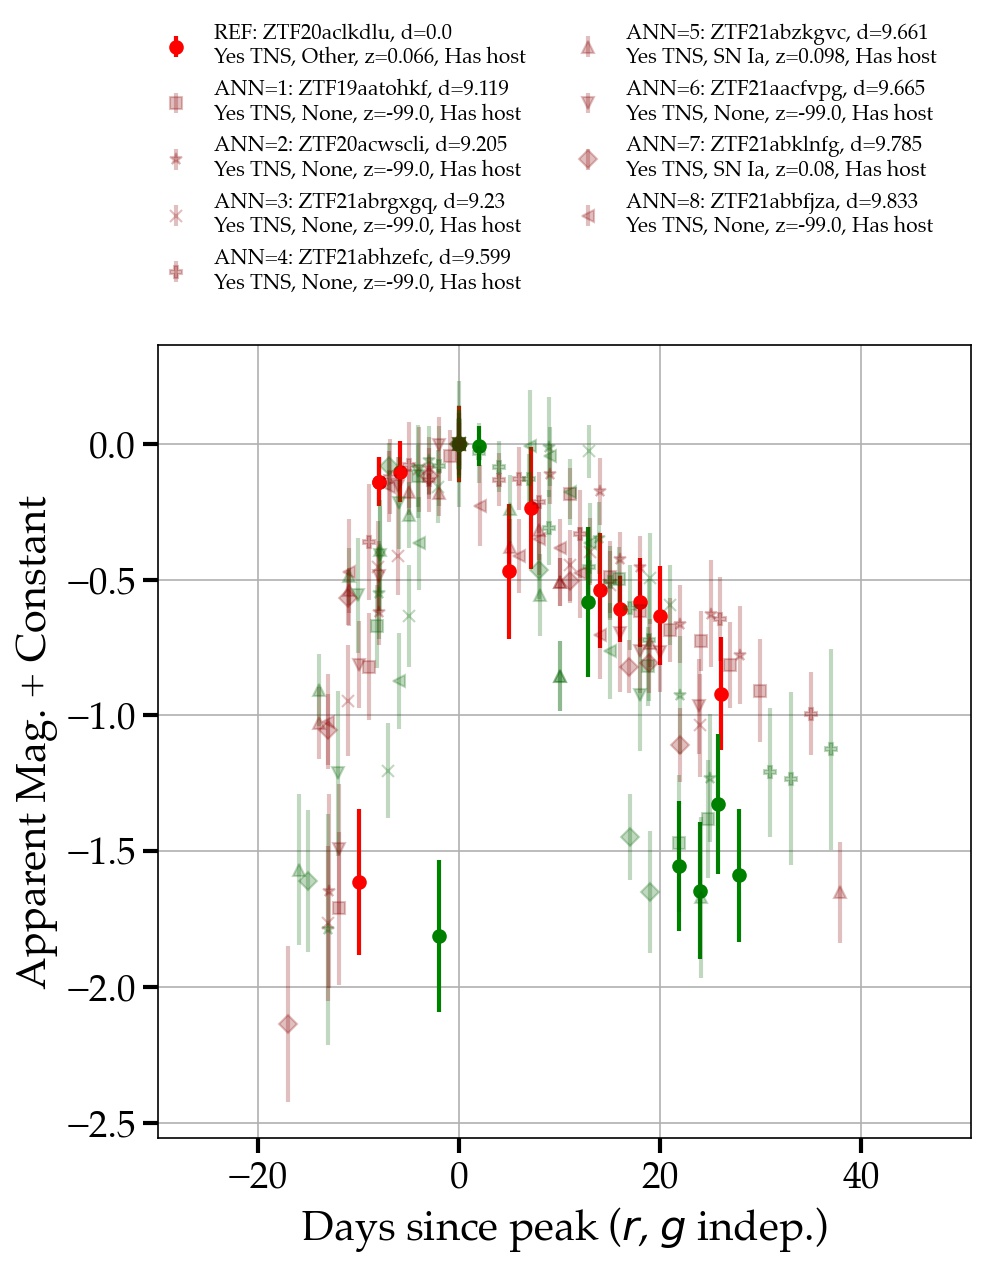 REF: ZTF20aclkdlu, d=0.0
Yes TNS, Other, z=0.066, Has host
ANN=1: ZTF19aatohkf, d=9.119
Yes TNS, None, z=-99.0, Has host
ANN=2: ZTF20acwscli, d=9.205
Yes TNS, None, z=-99.0, Has host
ANN=3: ZTF21abrgxgq, d=9.23
Yes TNS, None, z=-99.0, Has host
ANN=4: ZTF21abhzefc, d=9.599
Yes TNS, None, z=-99.0, Has host
ANN=5: ZTF21abzkgvc, d=9.661
Yes TNS, SN Ia, z=0.098, Has host
ANN=6: ZTF21aacfvpg, d=9.665
Yes TNS, None, z=-99.0, Has host
ANN=7: ZTF21abklnfg, d=9.785
Yes TNS, SN Ia, z=0.08, Has host
ANN=8: ZTF21abbfjza, d=9.833
Yes TNS, None, z=-99.0, Has host
Apparent Mag. + Constant
0.0
−0.5
−1.0
−1.5
−2.0
−2.5
−20
0
20
40
Days since peak (r, g indep.)